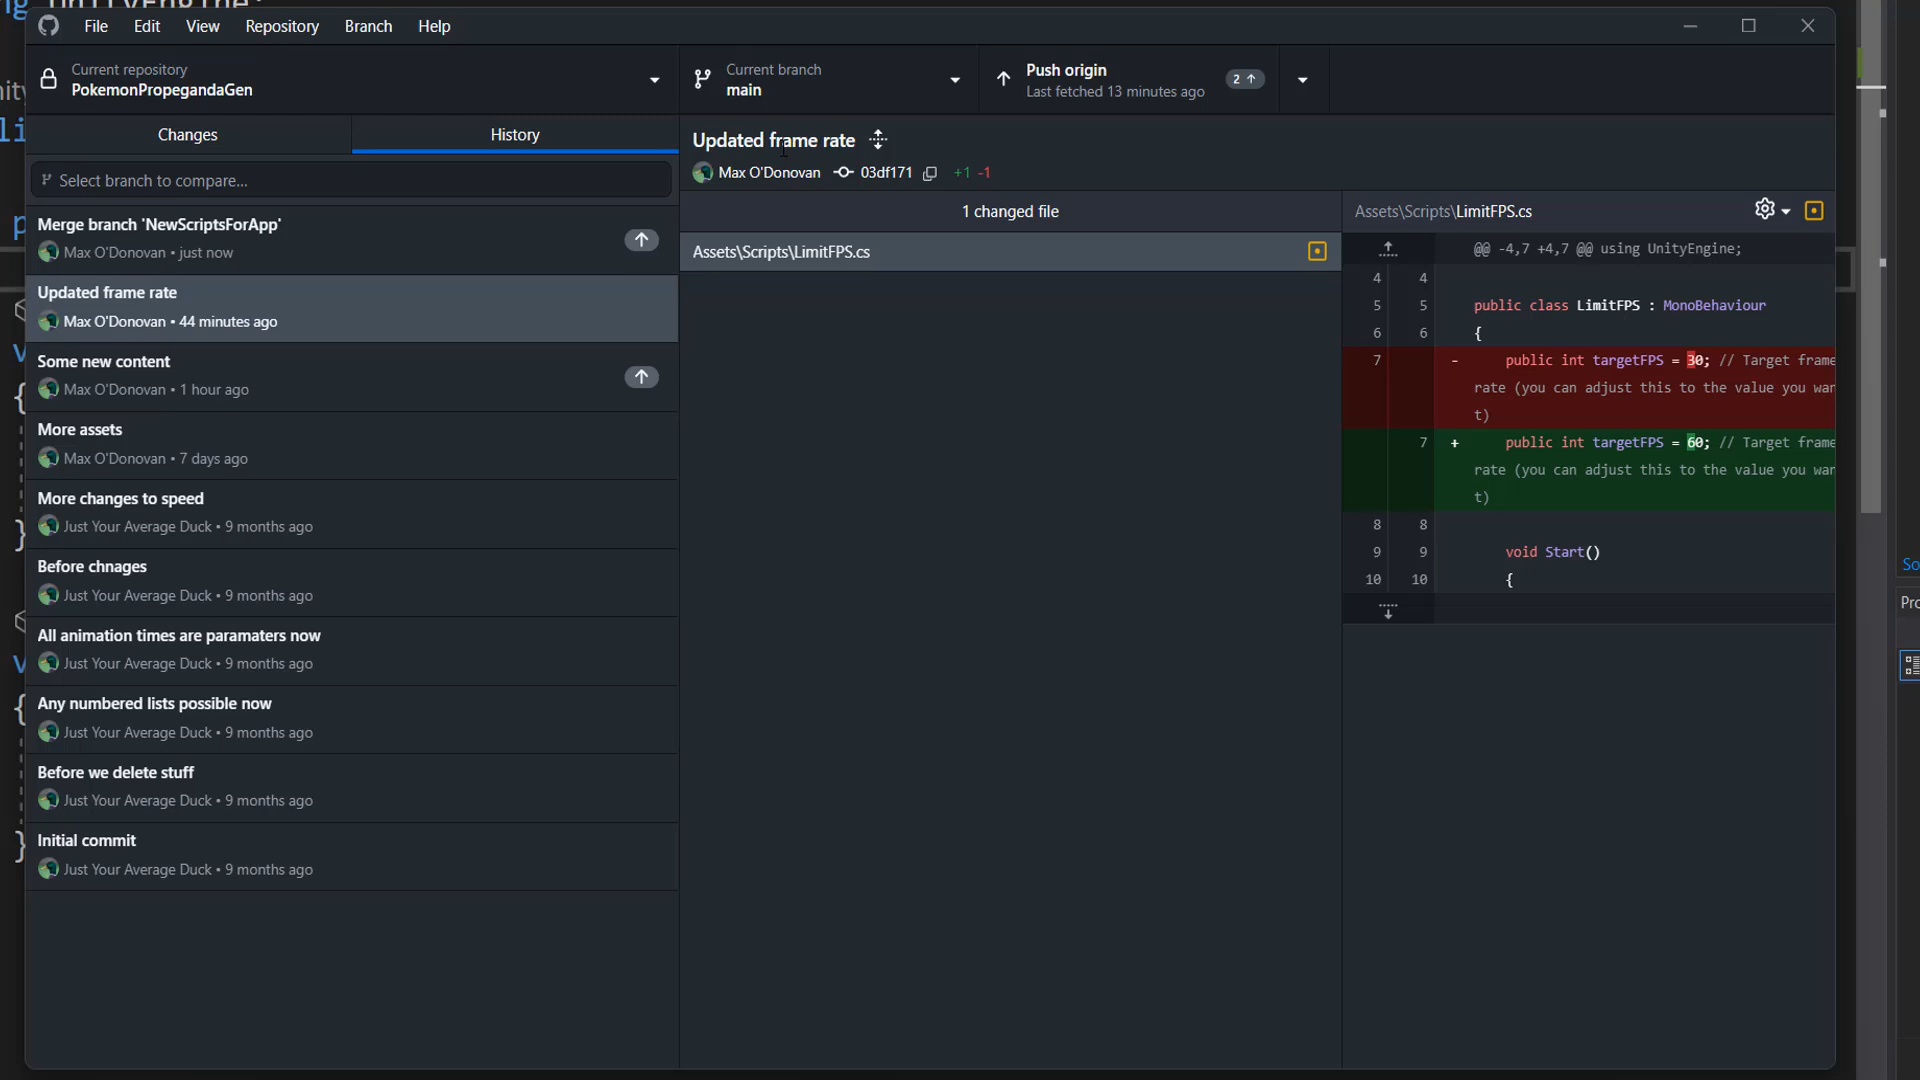 File Edit View Repository Branch Help
Current repository
PokemonPropegandaGen
Current branch
main
Push origin
Last fetched 13 minutes ago
2
Changes
History
Select branch to compare...
Merge branch 'NewScriptsForApp'
Max O'Donovan • just now
Updated frame rate
Max O'Donovan • 44 minutes ago
Some new content
Max O'Donovan • 1 hour ago
More assets
Max O'Donovan • 7 days ago
More changes to speed
Just Your Average Duck • 9 months ago
Before chnages
Just Your Average Duck • 9 months ago
All animation times are paramaters now
Just Your Average Duck • 9 months ago
Any numbered lists possible now
Just Your Average Duck • 9 months ago
Before we delete stuff
Just Your Average Duck • 9 months ago
Initial commit
Just Your Average Duck • 9 months ago
Updated frame rate
Max O'Donovan 03df171 +1 -1
1 changed file
Assets\Scripts\LimitFPS.cs
Assets\Scripts\LimitFPS.cs
@@ -4,7 +4,7 @@ using UnityEngine;
4 4
5 5 public class LimitFPS : MonoBehaviour
6 6 {
7 - public int targetFPS = 30; // Target frame
rate (you can adjust this to the value you wan
t)
7 + public int targetFPS = 60; // Target frame
rate (you can adjust this to the value you wan
t)
8 8
9 9 void Start()
10 10 {
So
Pro